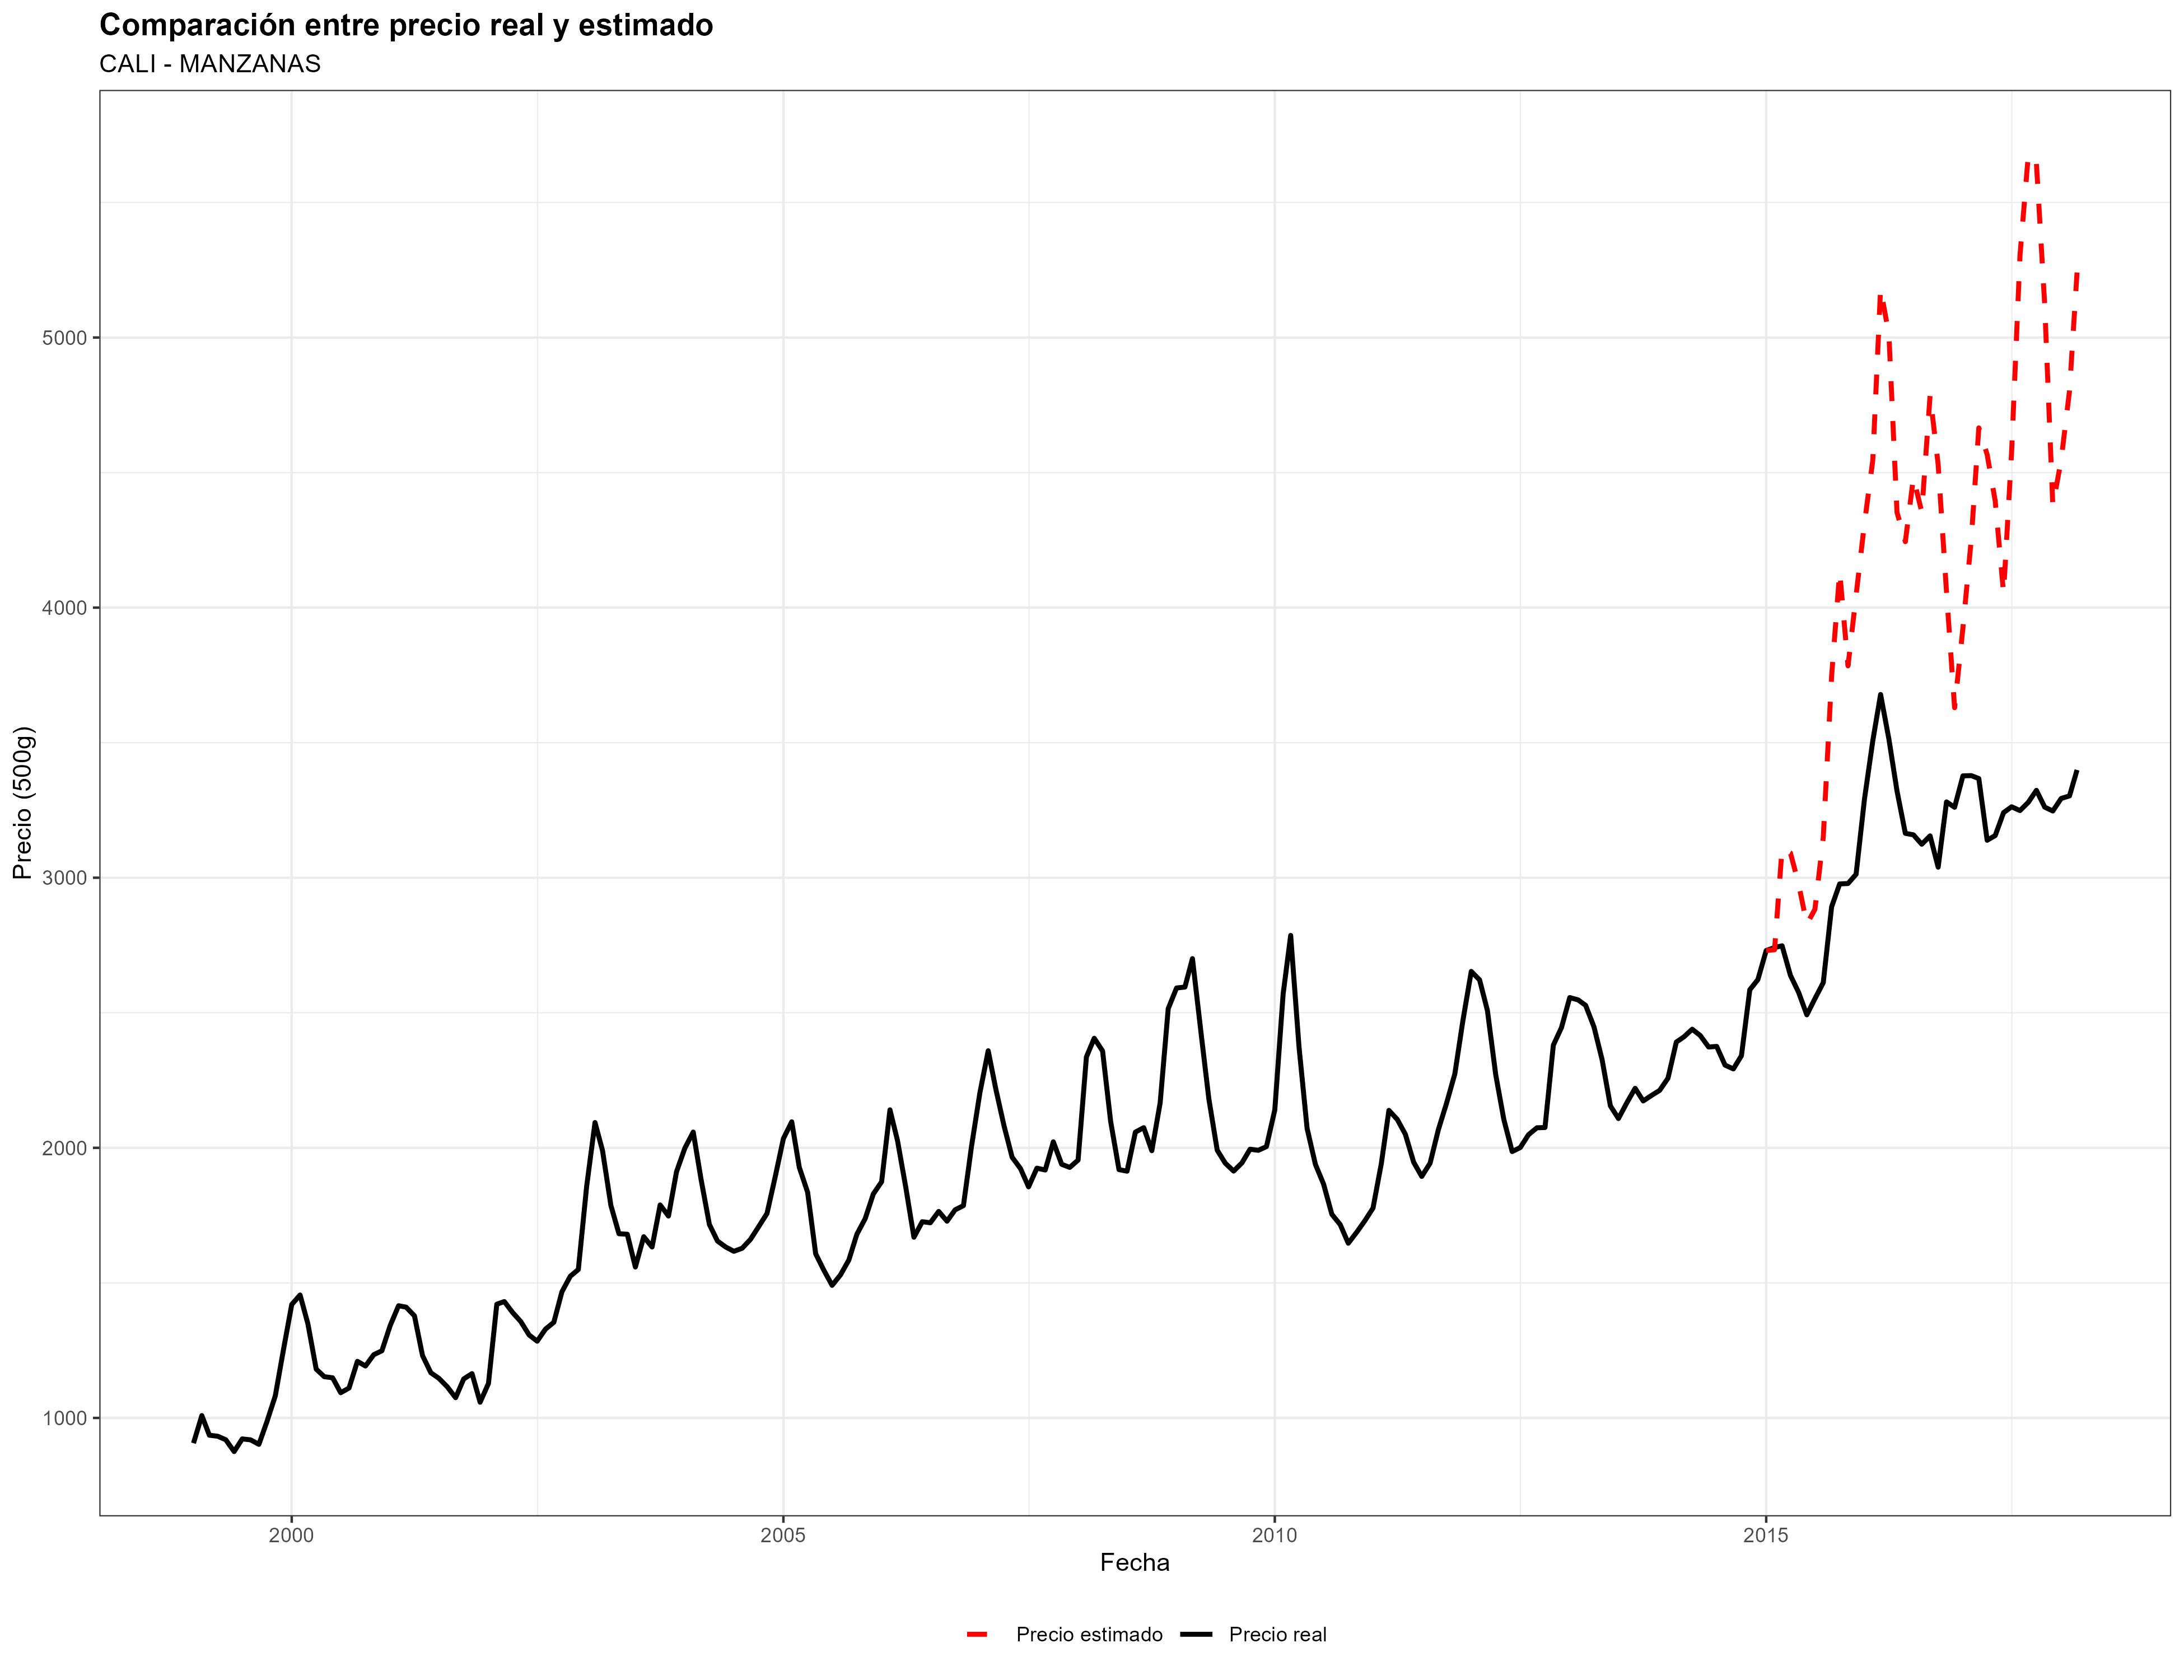 Comparación entre precio real y estimado
CALI - MANZANAS
Precio (500g)
5000
4000
3000
2000
1000
2000 2005 2010 2015
Fecha
Precio estimado Precio real